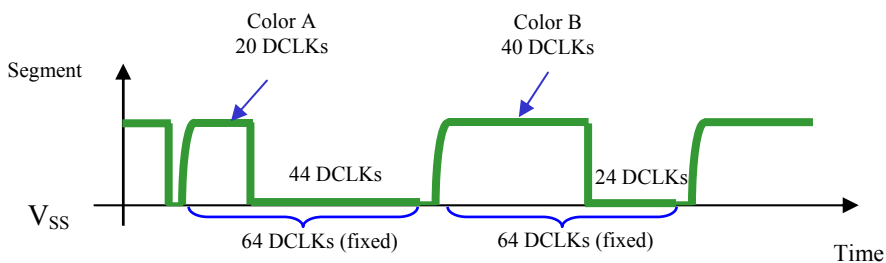 Color A
20 DCLKs
Color B
40 DCLKs
Segment
44 DCLKs
24 DCLKs
VSS
64 DCLKs (fixed)
64 DCLKs (fixed)
Time